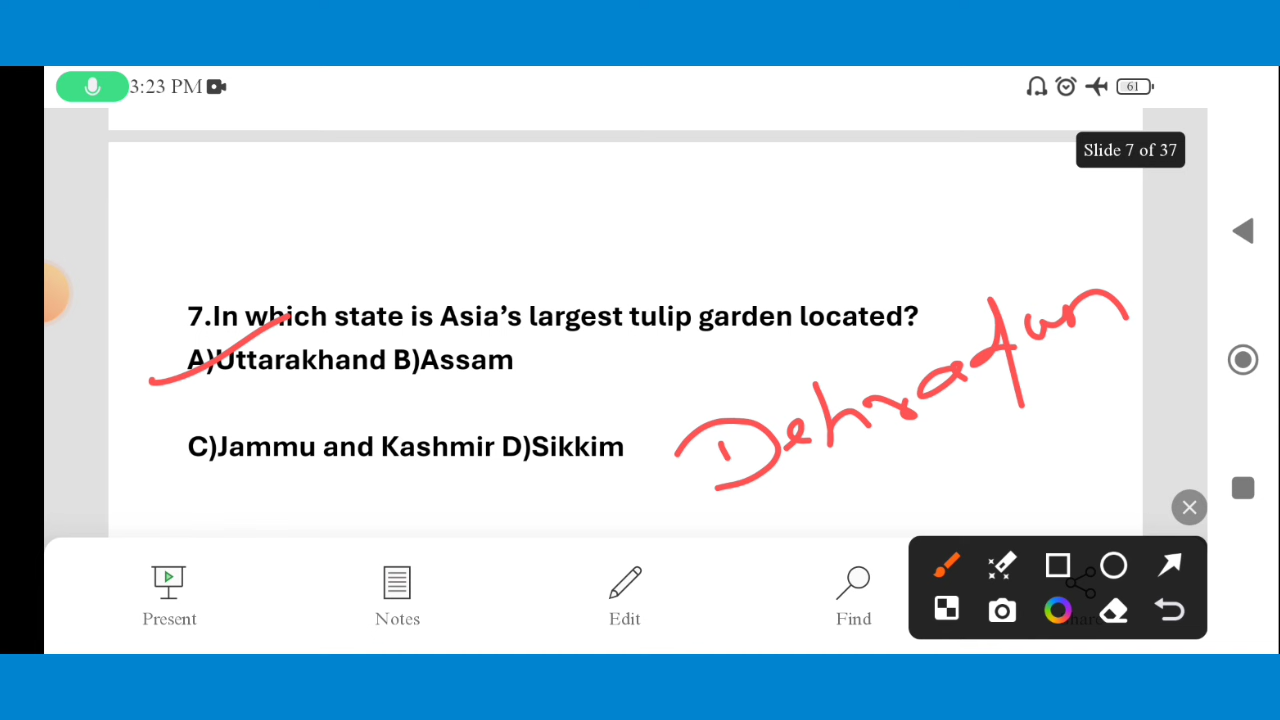 3:23 PM
61
Slide 7 of 37
7.In which state is Asia’s largest tulip garden located?
A)Uttarakhand B)Assam
Dehradun
C)Jammu and Kashmir D)Sikkim
Present
Notes
Edit
Find